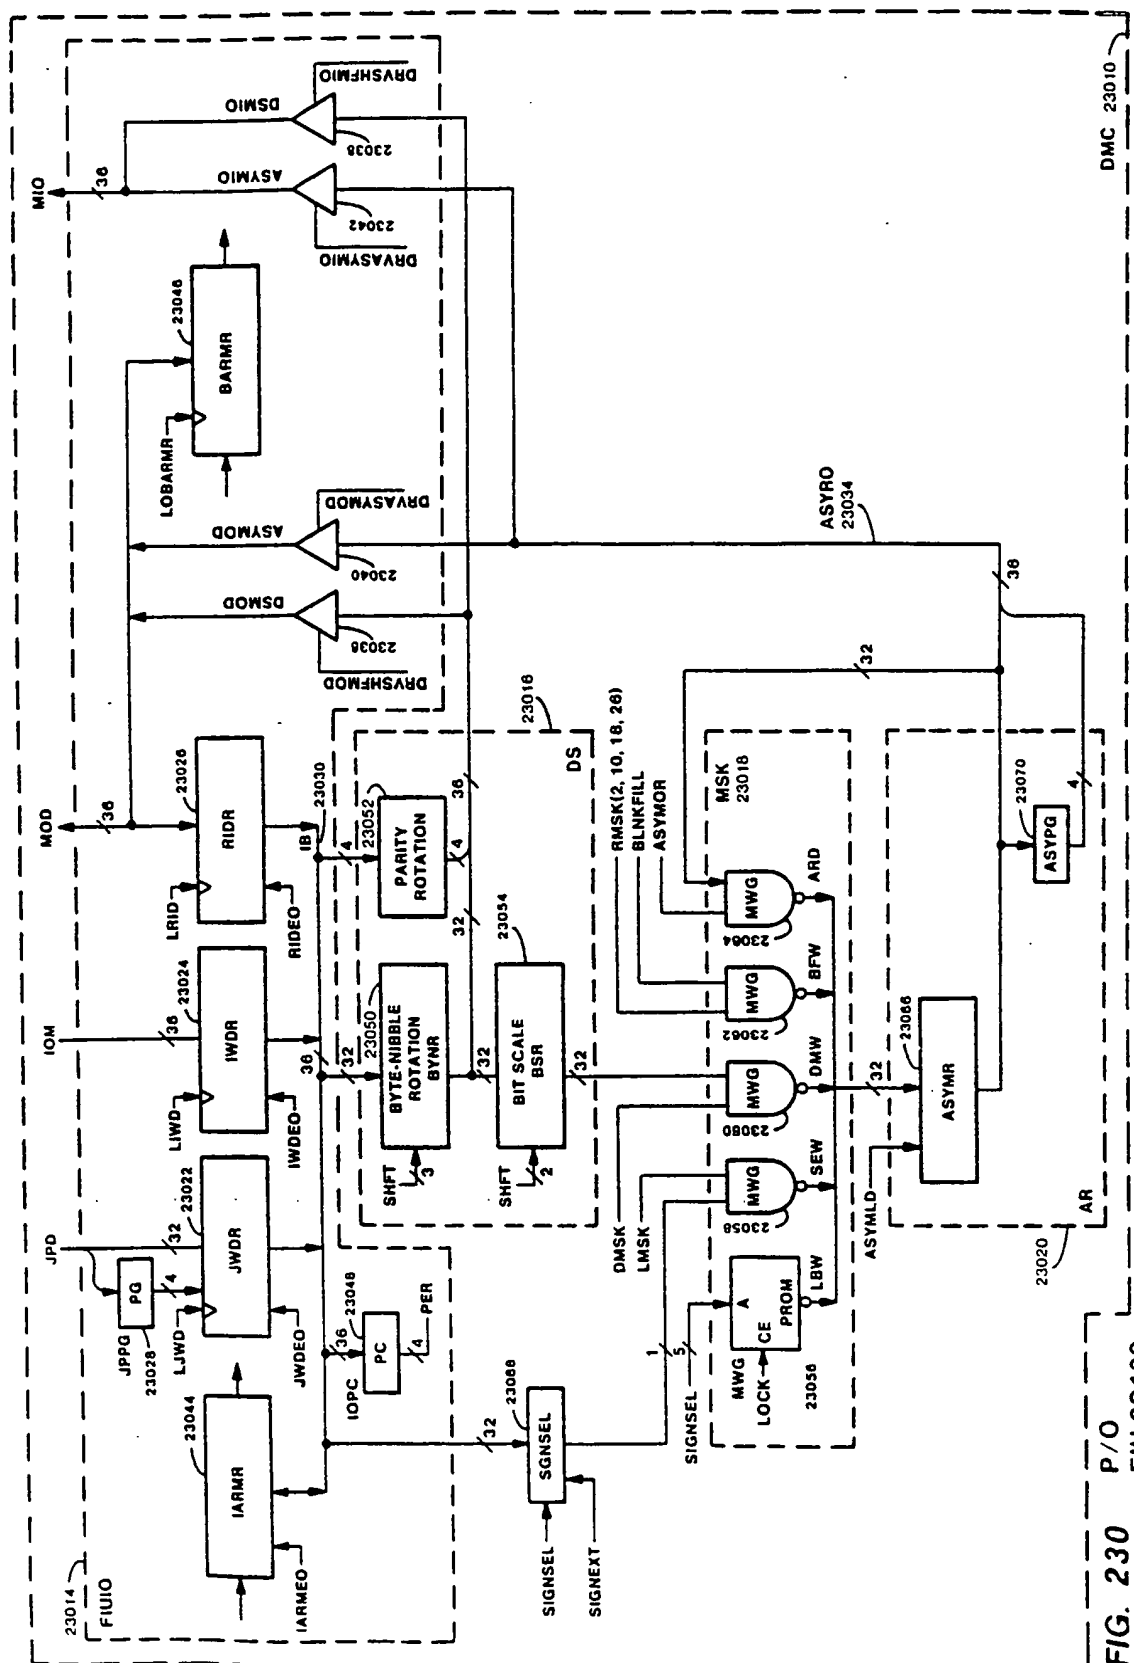 MIO
36
DRVSHFMIO
DSMIO
23038
ASYMIO
23042
DRVASYMIO
23046
BARMR
LOBARMR
DRVASYMOD
ASYMOD
23040
DSMOD
23036
DRVSHFMOD
MOD
36
LRID
RIDR
23026
RIDEO
IB
23030
IOM
36
LIWD
IWDR
23024
IWDEO
36
JPD
32
PG
4
JPPG
23028
LJWD
JWDR
23022
JWDEO
23044
IARMR
IARMEO
IOPC
36
23048
PC
4
PER
23014
FIUIO
DMC 23010
4
23052
PARITY
ROTATION
4
36
23016
DS
32
23050
BYTE-NIBBLE
ROTATION
BYNR
SHFT
3
32
32
23054
BIT SCALE
BSR
SHFT
2
32
ASYRO
23034
36
32
RMSK(2, 10, 18, 26)
BLNKFILL
ASYMOR
DMSK
LMSK
MSK
23018
MWG
23064
ARD
MWG
23062
BFW
MWG
23060
DMW
MWG
23058
SEW
A
CE
PROM
LBW
MWG
LOCK
23056
SIGNSEL
1
5
32
23068
SGNSEL
SIGNSEL
SIGNEXT
32
ASYMLD
23066
ASYMR
23070
ASYPG
4
AR
23020
FIG. 230
P/O